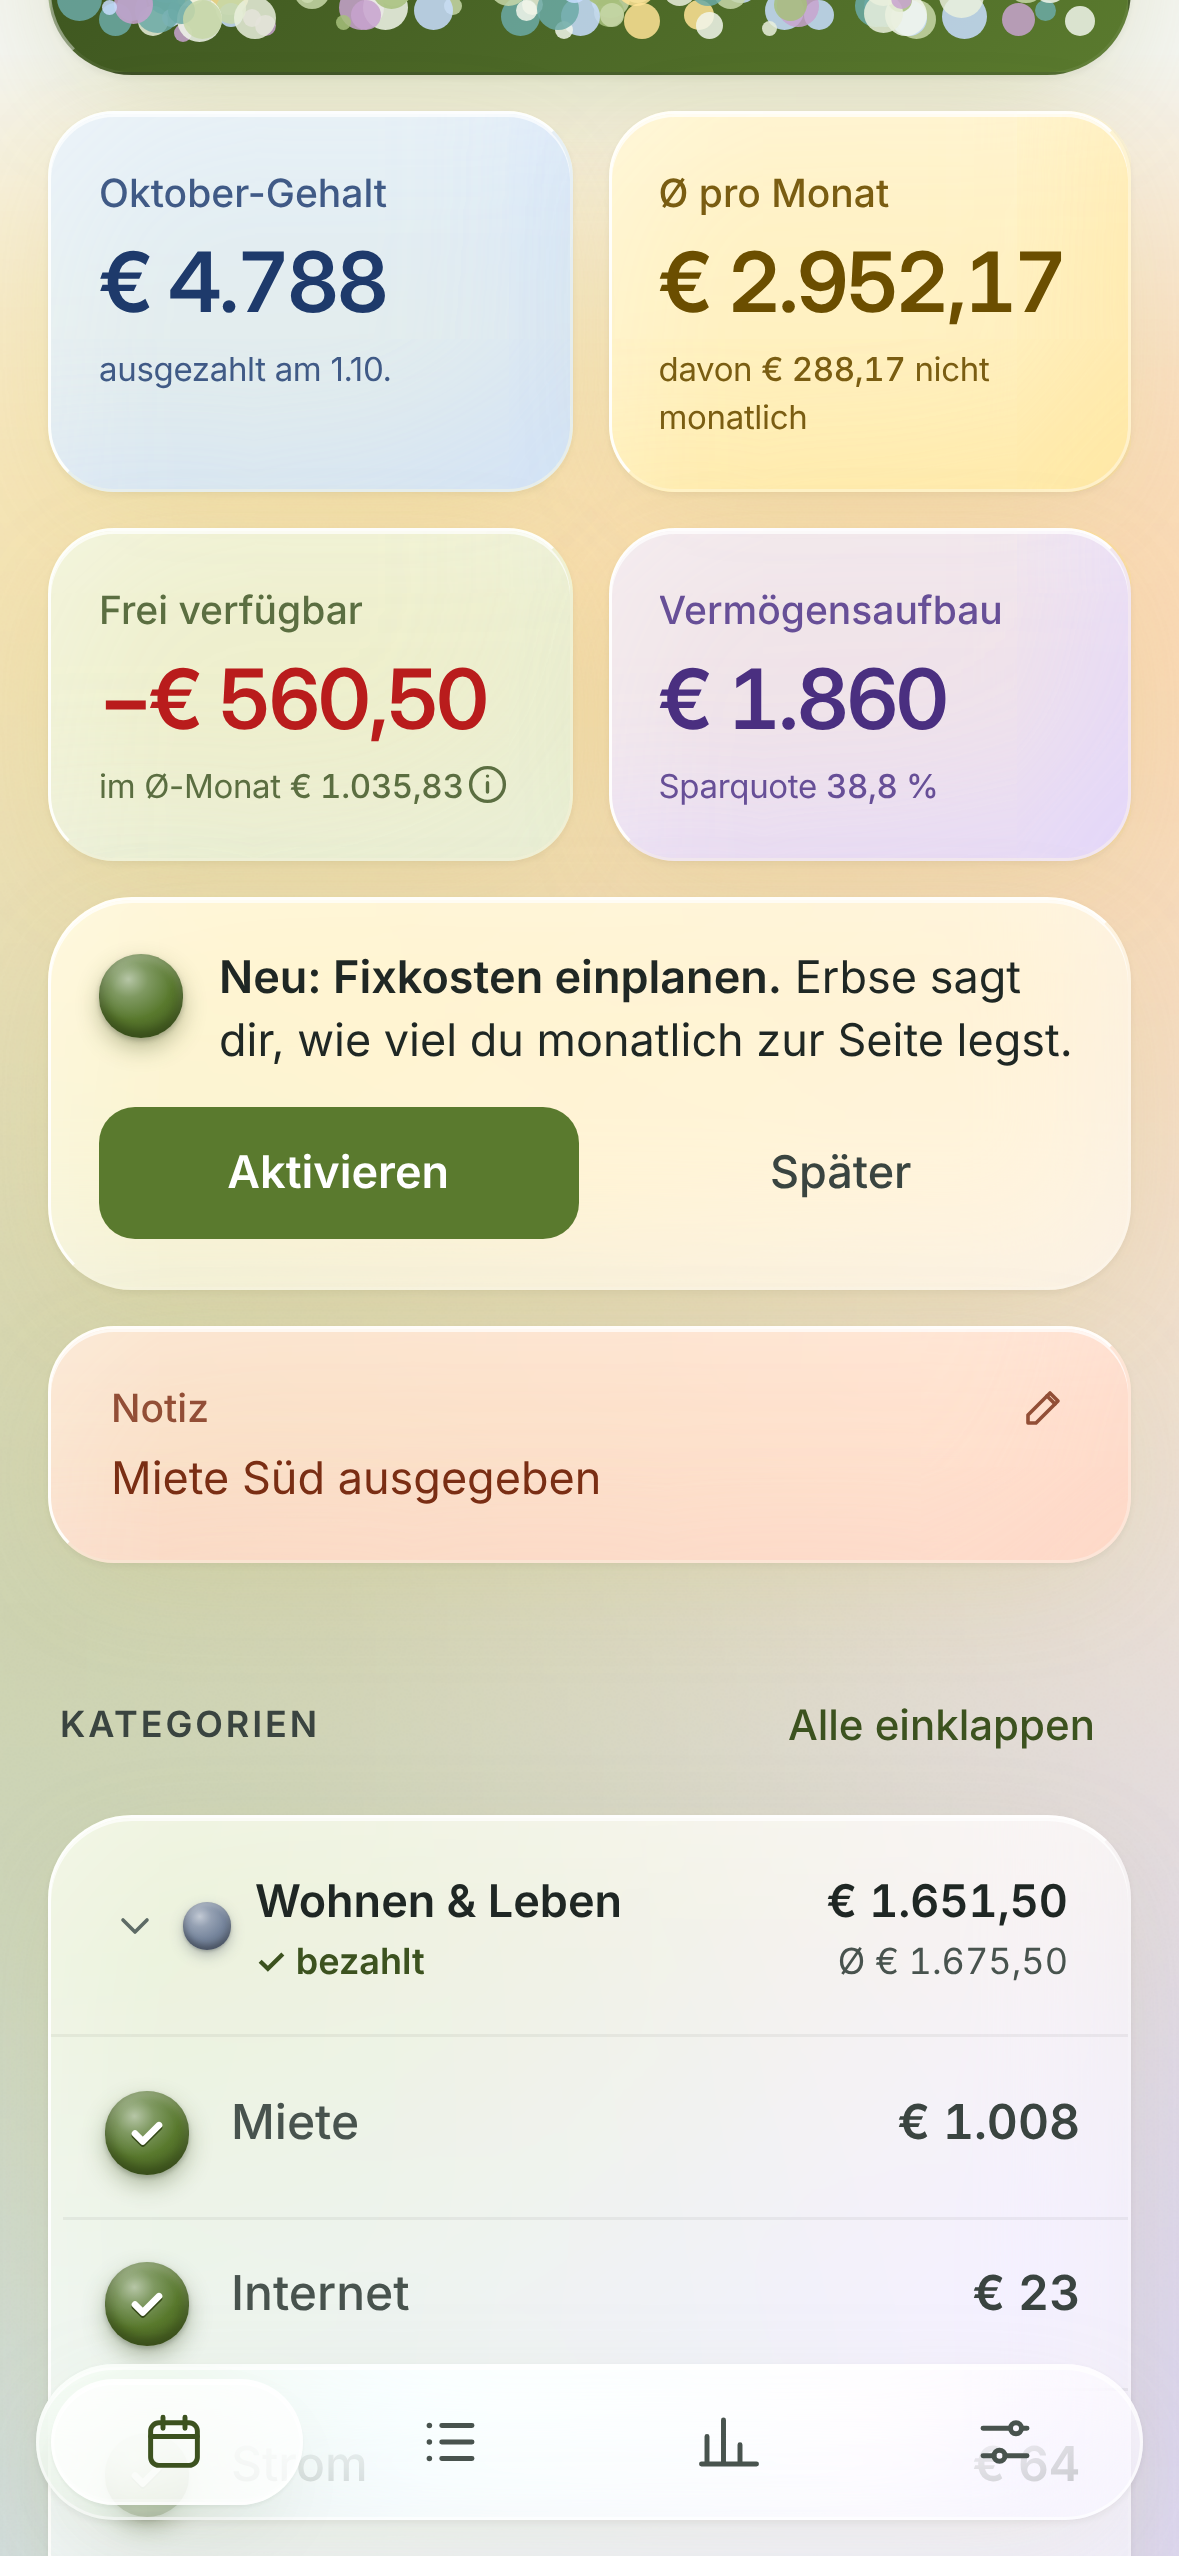 Oktober-Gehalt
€ 4.788
ausgezahlt am 1.10.
Ø pro Monat
€ 2.952,17
davon € 288,17 nicht
monatlich
Frei verfügbar
–€ 560,50
im Ø-Monat € 1.035,83
Vermögensaufbau
€ 1.860
Sparquote 38,8 %
Neu: Fixkosten einplanen. Erbse sagt
dir, wie viel du monatlich zur Seite legst.
Aktivieren
Später
Notiz
Miete Süd ausgegeben
KATEGORIEN
Alle einklappen
Wohnen & Leben
€ 1.651,50
✓ bezahlt
Ø € 1.675,50
Miete
€ 1.008
Internet
€ 23
Strom
€ 64